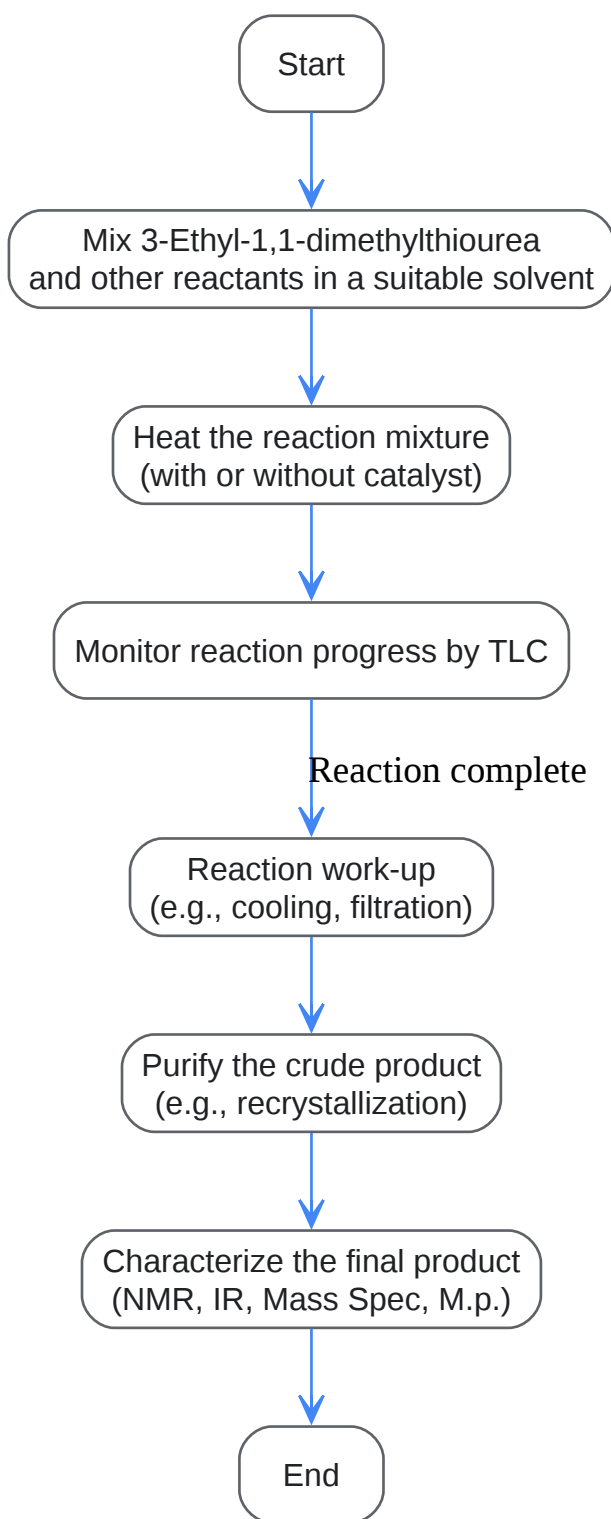 Start
Mix 3-Ethyl-1,1-dimethylthiourea
and other reactants in a suitable solvent
Heat the reaction mixture
(with or without catalyst)
Monitor reaction progress by TLC
Reaction complete
Reaction work-up
(e.g., cooling, filtration)
Purify the crude product
(e.g., recrystallization)
Characterize the final product
(NMR, IR, Mass Spec, M.p.)
End